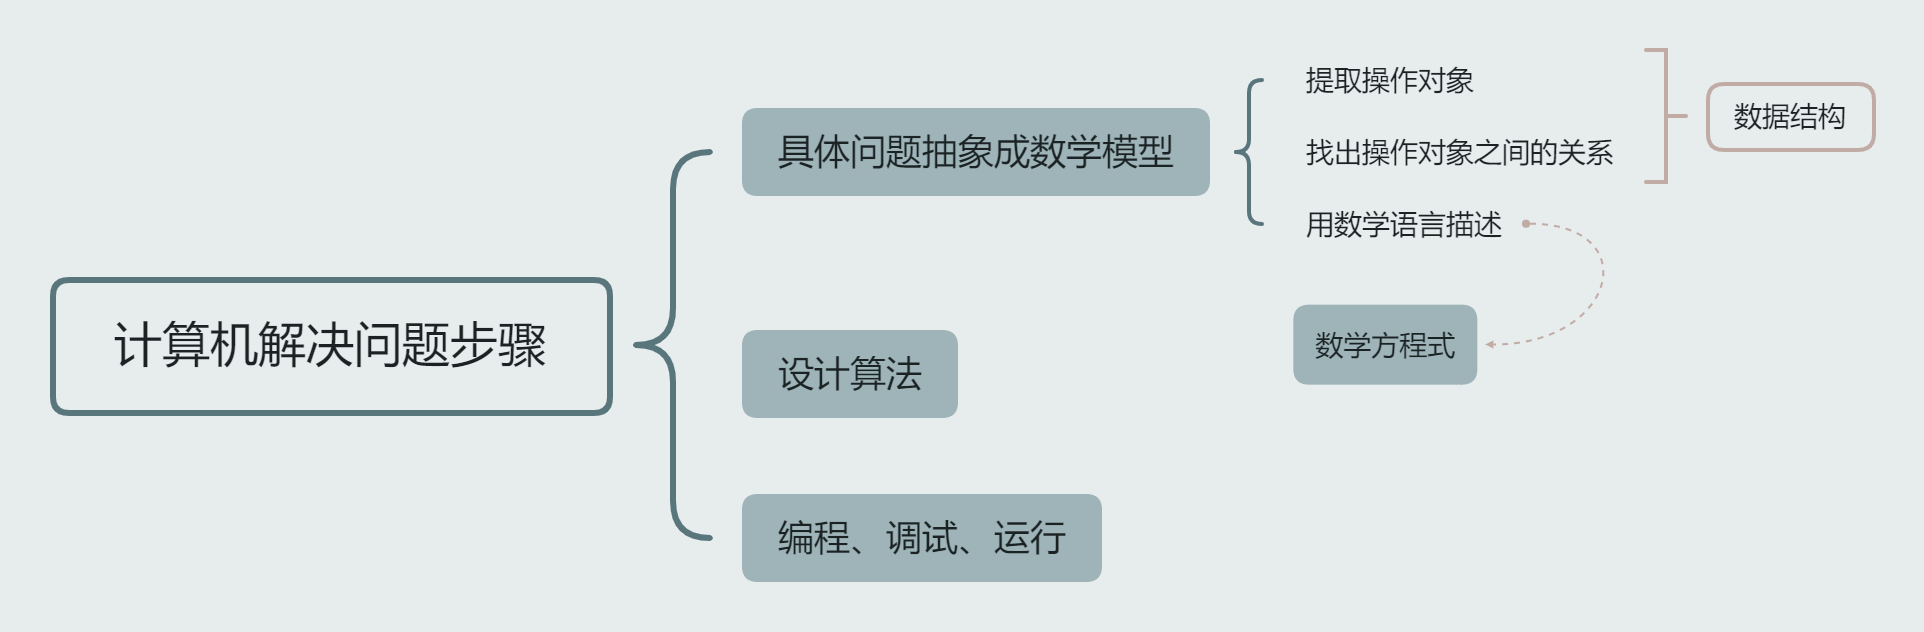 计算机解决问题步骤
具体问题抽象成数学模型
提取操作对象
找出操作对象之间的关系
数据结构
用数学语言描述
数学方程式
设计算法
编程、调试、运行